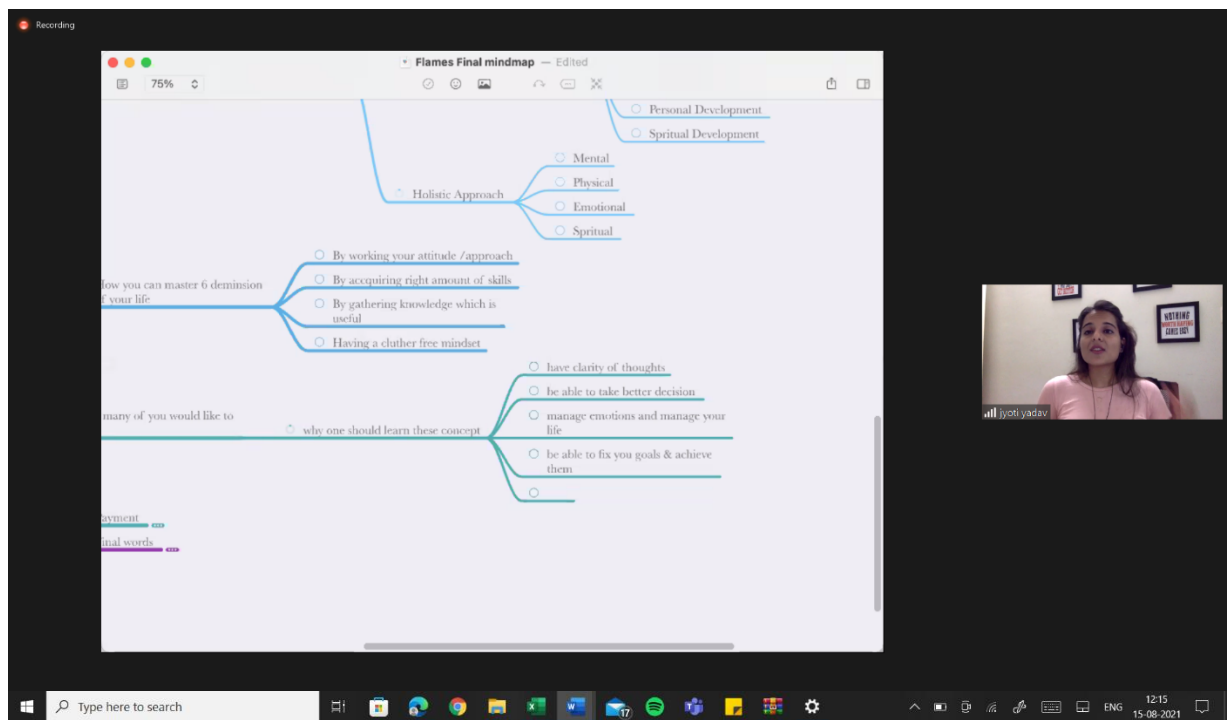 Recording
Flames Final mindmap — Edited
75%
Personal Development
Spritual Development
Mental
Holistic Approach
Physical
Emotional
Spritual
By working your attitude /approach
low you can master 6 deminsion
f your life
By accquiring right amount of skills
By gathering knowledge which is
useful
Having a cluther free mindset
have clarity of thoughts
be able to take better decision
many of you would like to
why one should learn these concept
manage emotions and manage your
life
be able to fix you goals & achieve
them
ayment
inal words
NOTHING
WORTH HAVING
COMES EASY
jyoti yadav
Type here to search
17
ENG
12:15
15-08-2021